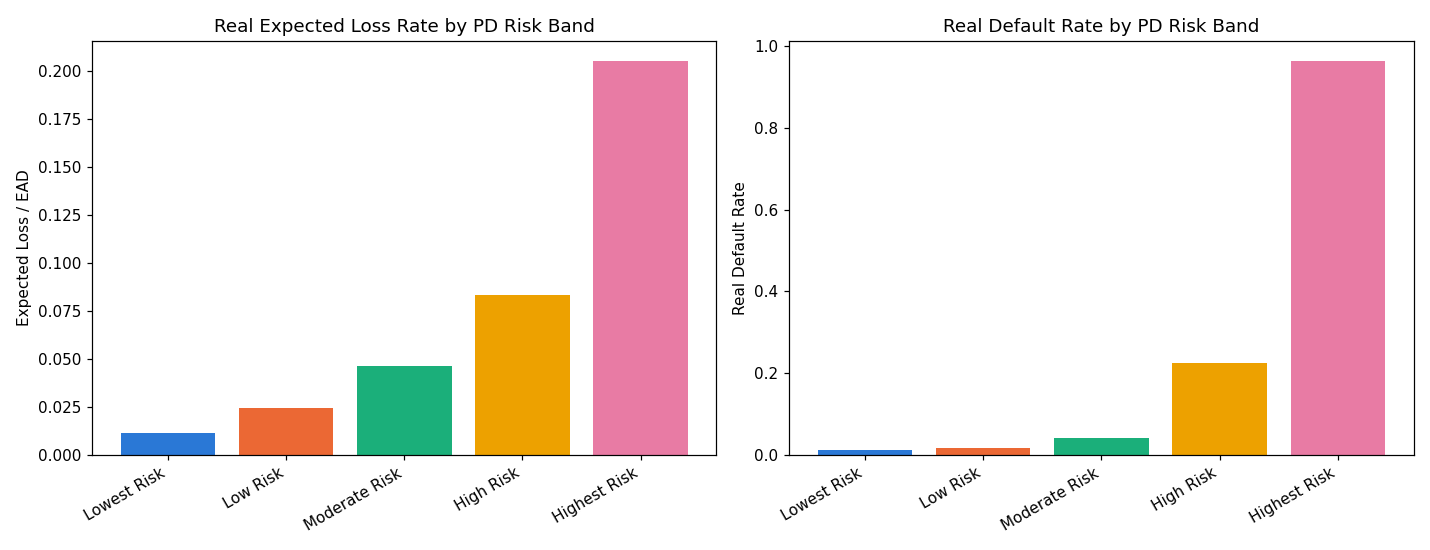 Real Expected Loss Rate by PD Risk Band
Expected Loss / EAD
0.200
0.175
0.150
0.125
0.100
0.075
0.050
0.025
0.000
Lowest Risk
Low Risk
Moderate Risk
High Risk
Highest Risk
Real Default Rate by PD Risk Band
Real Default Rate
1.0
0.8
0.6
0.4
0.2
0.0
Lowest Risk
Low Risk
Moderate Risk
High Risk
Highest Risk